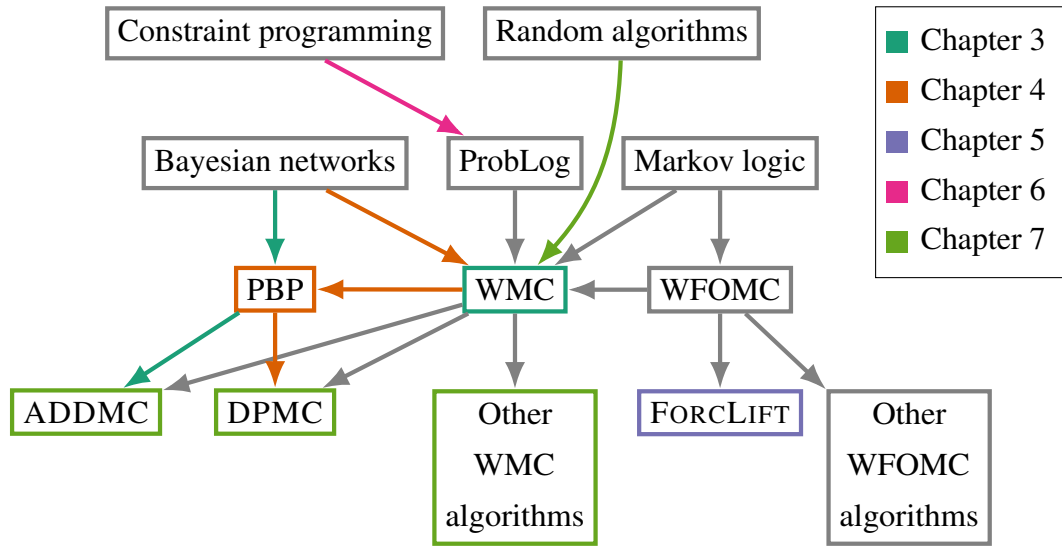 Constraint programming
Random algorithms
Bayesian networks
ProbLog
Markov logic
PBP
WMC
WFOMC
ADDMC
DPMC
Other
WMC
algorithms
FORCLIFT
Other
WFOMC
algorithms
Chapter 3
Chapter 4
Chapter 5
Chapter 6
Chapter 7